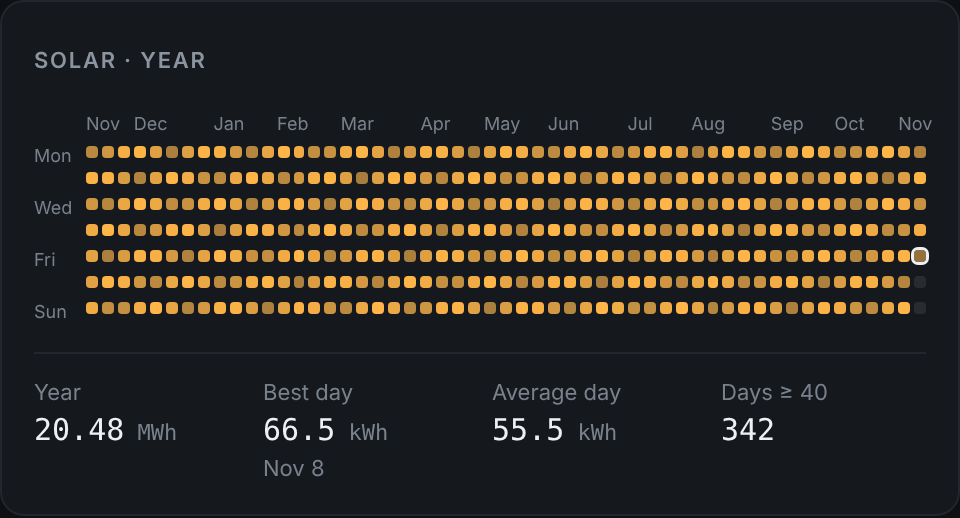 SOLAR · YEAR
Nov Dec Jan Feb Mar Apr May Jun Jul Aug Sep Oct Nov
Mon
Wed
Fri
Sun
Year Best day Average day Days ≥ 40
20.48 MWh 66.5 kWh 55.5 kWh 342
Nov 8